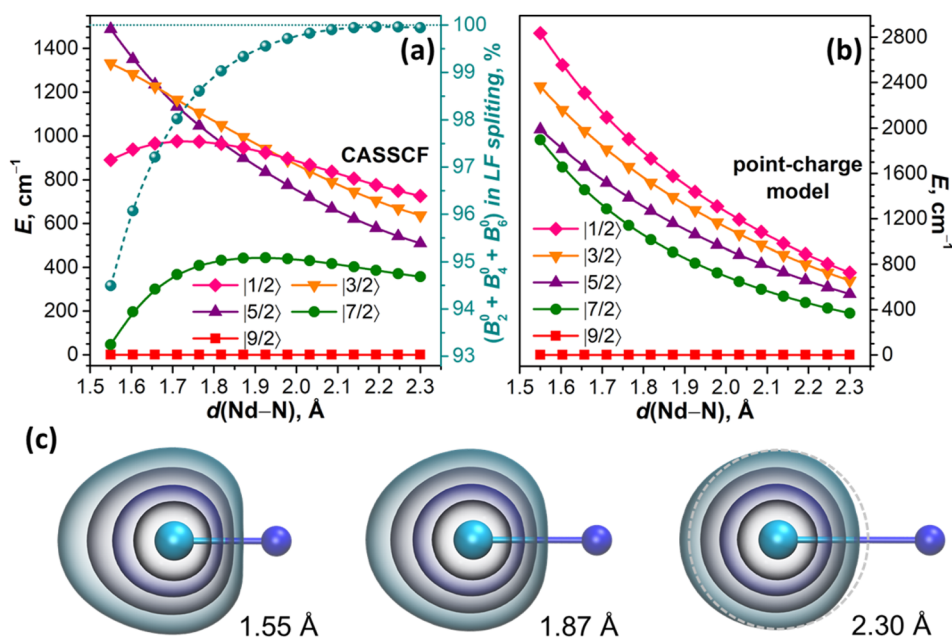 (a)
CASSCF
E, cm⁻¹
1400
1200
1000
800
600
400
200
0
|1/2⟩ |3/2⟩
|5/2⟩ |7/2⟩
|9/2⟩
1.5 1.6 1.7 1.8 1.9 2.0 2.1 2.2 2.3
d(Nd–N), Å
100
99
98
97
96
95
94
93
(B₂⁰ + B₄⁰ + B₆⁰) in LF spliting, %
(b)
point-charge
model
|1/2⟩
|3/2⟩
|5/2⟩
|7/2⟩
|9/2⟩
1.5 1.6 1.7 1.8 1.9 2.0 2.1 2.2 2.3
d(Nd–N), Å
2800
2400
2000
1600
1200
800
400
0
E, cm⁻¹
(c)
1.55 Å
1.87 Å
2.30 Å